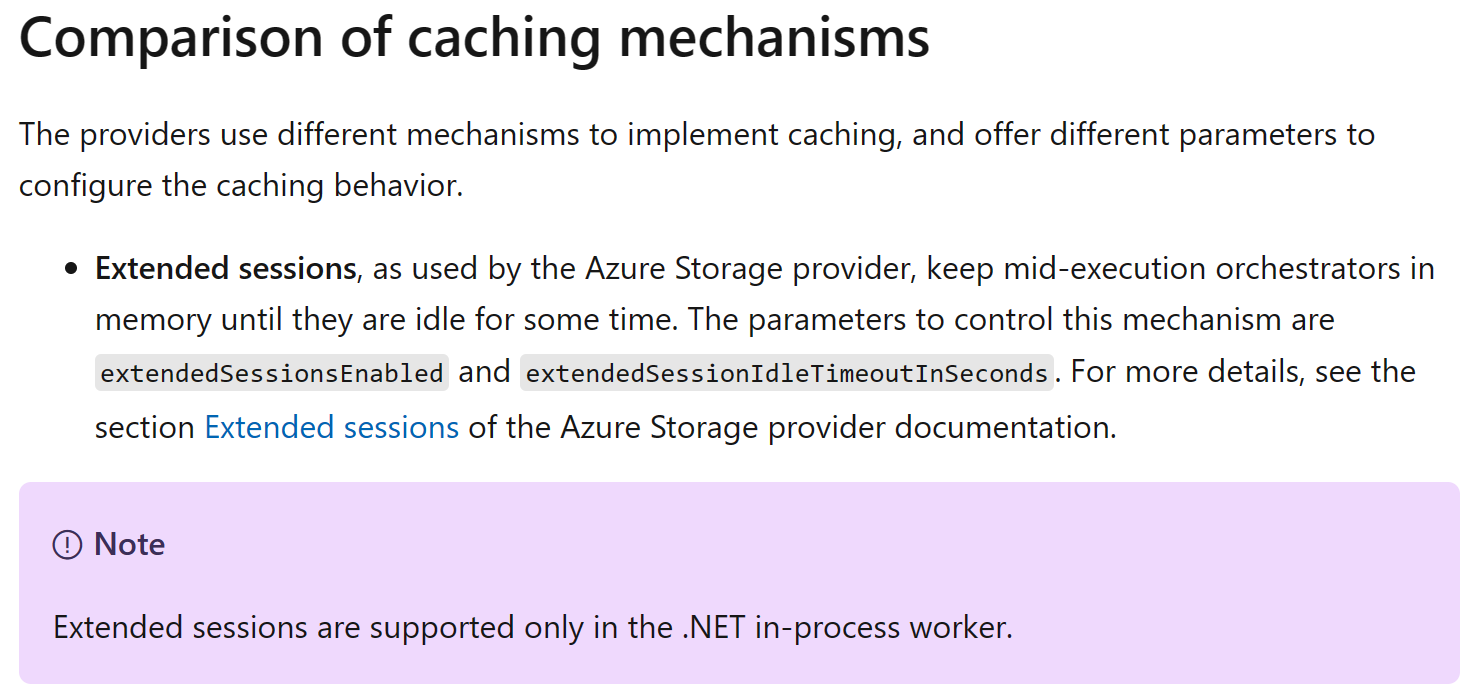 Comparison of caching mechanisms
The providers use different mechanisms to implement caching, and offer different parameters to
configure the caching behavior.
• Extended sessions, as used by the Azure Storage provider, keep mid-execution orchestrators in
memory until they are idle for some time. The parameters to control this mechanism are
extendedSessionsEnabled and extendedSessionIdleTimeoutInSeconds. For more details, see the
section Extended sessions of the Azure Storage provider documentation.
Note
Extended sessions are supported only in the .NET in-process worker.